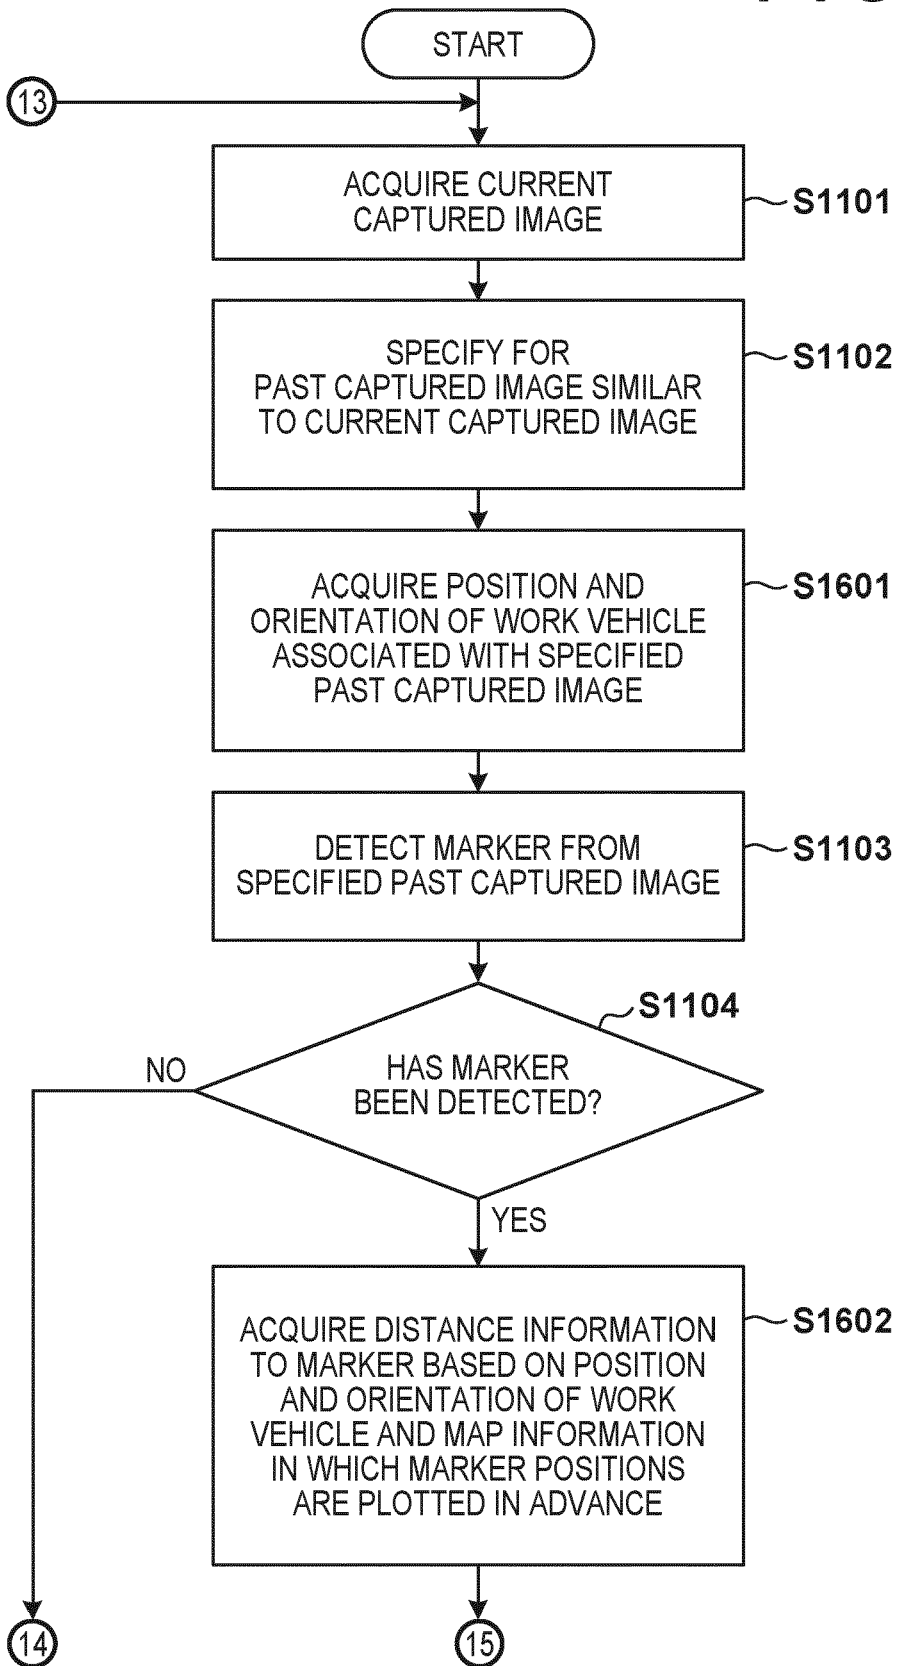 START
13
ACQUIRE CURRENT
CAPTURED IMAGE
S1101
SPECIFY FOR
PAST CAPTURED IMAGE SIMILAR
TO CURRENT CAPTURED IMAGE
S1102
ACQUIRE POSITION AND
ORIENTATION OF WORK VEHICLE
ASSOCIATED WITH SPECIFIED
PAST CAPTURED IMAGE
S1601
DETECT MARKER FROM
SPECIFIED PAST CAPTURED IMAGE
S1103
S1104
HAS MARKER
BEEN DETECTED?
NO
YES
ACQUIRE DISTANCE INFORMATION
TO MARKER BASED ON POSITION
AND ORIENTATION OF WORK
VEHICLE AND MAP INFORMATION
IN WHICH MARKER POSITIONS
ARE PLOTTED IN ADVANCE
S1602
14
15